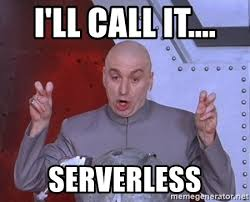 I'LL CALL IT....
SERVERLESS
memegenerator.net